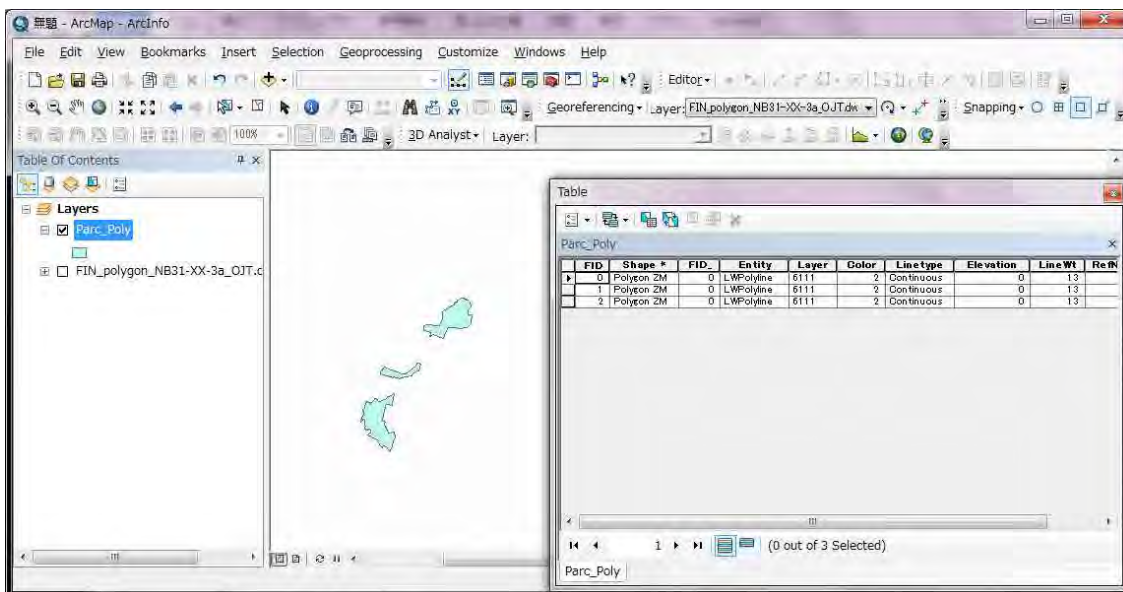 無題 - ArcMap - ArcInfo
File Edit View Bookmarks Insert Selection Geoprocessing Customize Windows Help
Editor
Georeferencing Layer: FIN_polygon_NB31-XX-3a_OJT.dw Snapping
100% 3D Analyst Layer:
Table Of Contents
Layers
Parc_Poly
FIN_polygon_NB31-XX-3a_OJT.c
Table
Parc_Poly
FID Shape * FID_ Entity Layer Color Linetype Elevation LineWt RefN
0 Polygon ZM 0 LWPolyline 6111 2 Continuous 0 13
1 Polygon ZM 0 LWPolyline 6111 2 Continuous 0 13
2 Polygon ZM 0 LWPolyline 6111 2 Continuous 0 13
1 (0 out of 3 Selected)
Parc_Poly